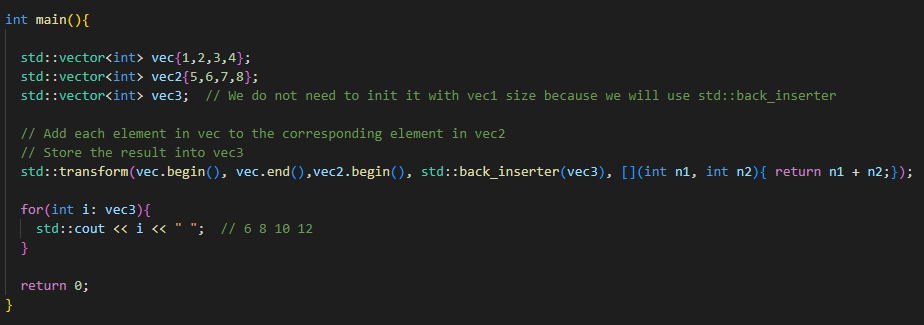 int main(){
std::vector<int> vec{1,2,3,4};
std::vector<int> vec2{5,6,7,8};
std::vector<int> vec3;  // We do not need to init it with vec1 size because we will use std::back_inserter
// Add each element in vec to the corresponding element in vec2
// Store the result into vec3
std::transform(vec.begin(), vec.end(),vec2.begin(), std::back_inserter(vec3), [](int n1, int n2){ return n1 + n2;});
for(int i: vec3){
std::cout << i << " ";  // 6 8 10 12
}
return 0;
}